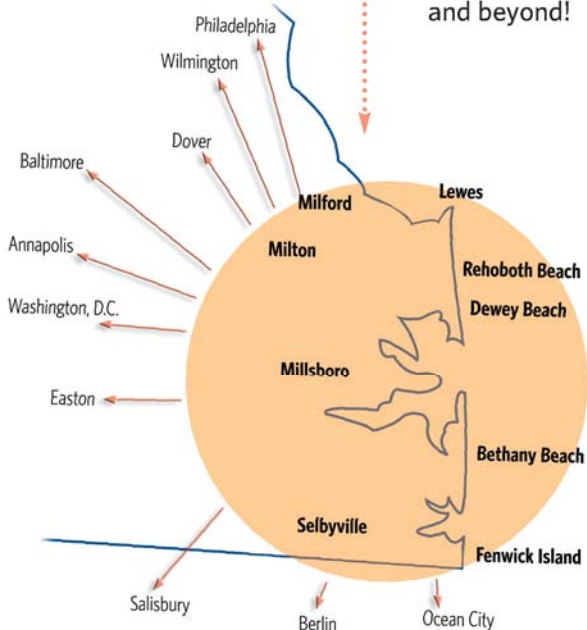 and beyond!
Philadelphia
Wilmington
Dover
Baltimore
Milford
Lewes
Milton
Annapolis
Rehoboth Beach
Washington, D.C.
Dewey Beach
Millsboro
Easton
Bethany Beach
Selbyville
Fenwick Island
Salisbury
Berlin
Ocean City